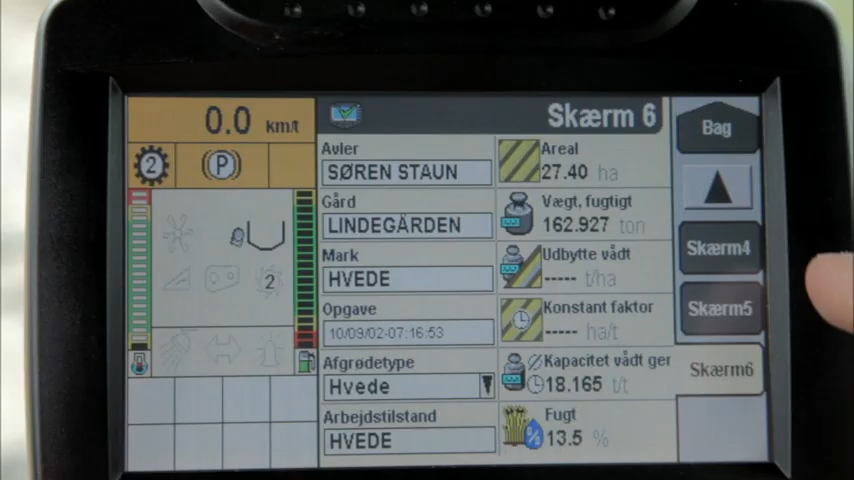 0.0 km/t
2
P
2
Skærm 6
Avler
SØREN STAUN
Gård
LINDEGÅRDEN
Mark
HVEDE
Opgave
10/09/02-07:16:53
Afgrødetype
Hvede
Arbejdstilstand
HVEDE
Areal
27.40 ha
Vægt, fugtigt
162.927 ton
Udbytte vådt
----- t/ha
Konstant faktor
----- ha/t
Kapacitet vådt ger
18.165 t/t
Fugt
13.5 %
Bag
Skærm4
Skærm5
Skærm6